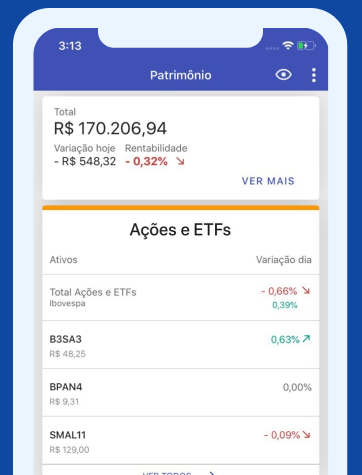 3:13
Patrimônio
Total
R$ 170.206,94
Variação hoje Rentabilidade
- R$ 548,32 - 0,32%
VER MAIS
Ações e ETFs
Ativos Variação dia
Total Ações e ETFs - 0,66%
Ibovespa 0,39%
B3SA3 0,63%
R$ 48,25
BPAN4 0,00%
R$ 9,31
SMAL11 - 0,09%
R$ 129,00
VER TODOS